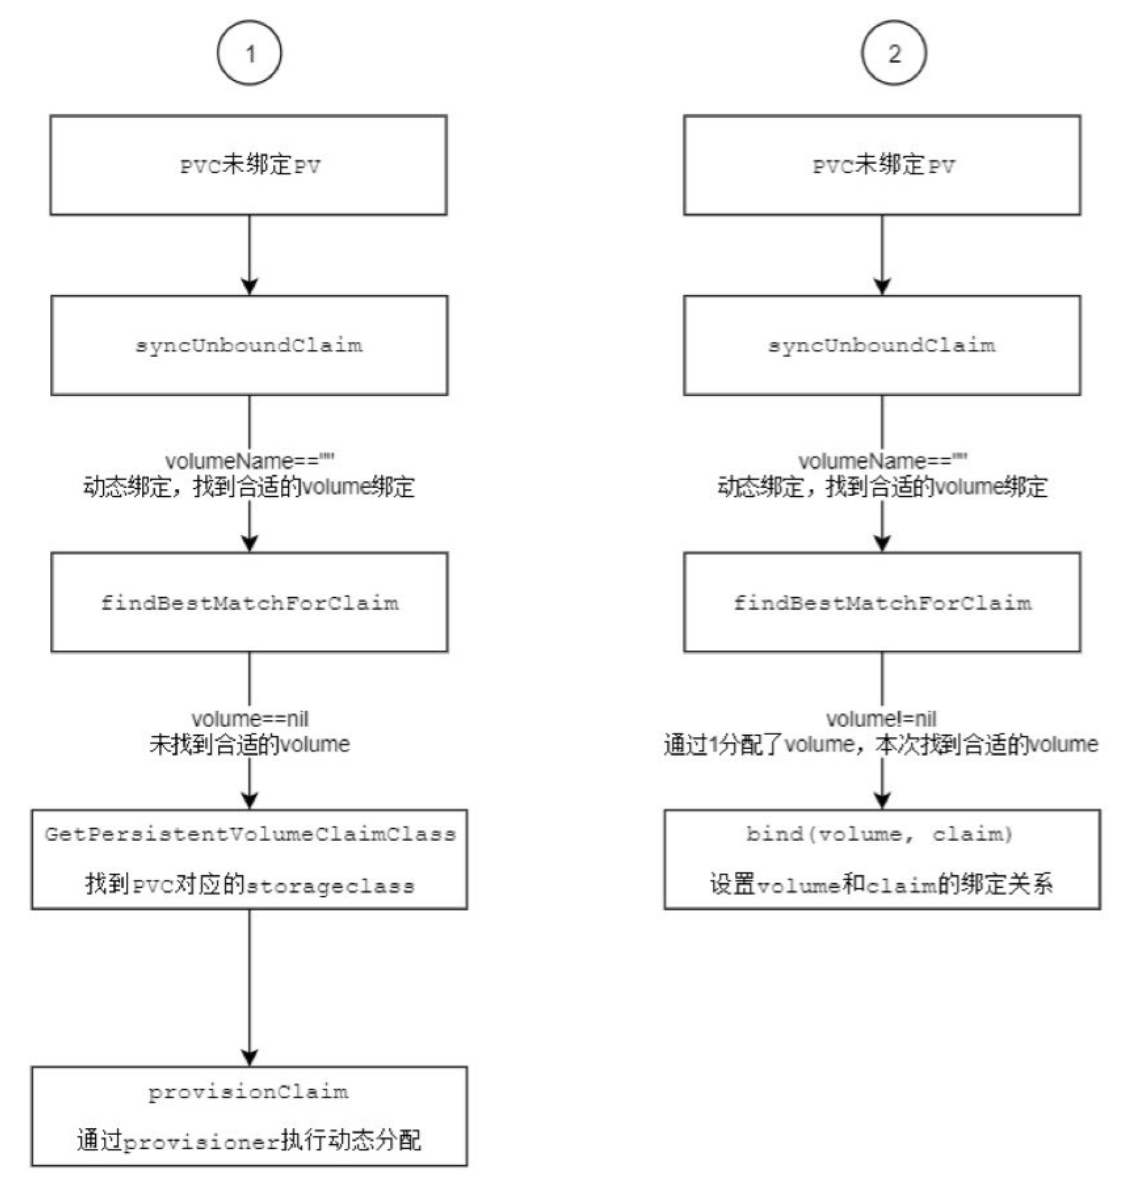 1
PVC未绑定PV
syncUnboundClaim
volumeName==""
动态绑定，找到合适的volume绑定
findBestMatchForClaim
volume==nil
未找到合适的volume
GetPersistentVolumeClaimClass
找到PVC对应的storageclass
provisionClaim
通过provisioner执行动态分配
2
PVC未绑定PV
syncUnboundClaim
volumeName==""
动态绑定，找到合适的volume绑定
findBestMatchForClaim
volume!=nil
通过1分配了volume，本次找到合适的volume
bind(volume, claim)
设置volume和claim的绑定关系